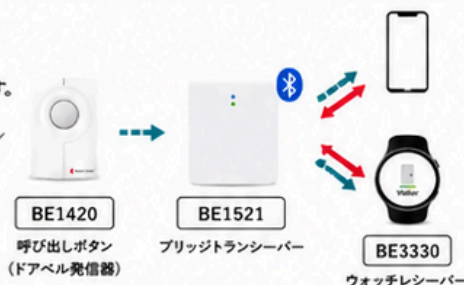 す。
BE1420
呼び出しボタン
(ドアベル発信器)
BE1521
ブリッジトランシーバー
BE3330
ウォッチレシーバー